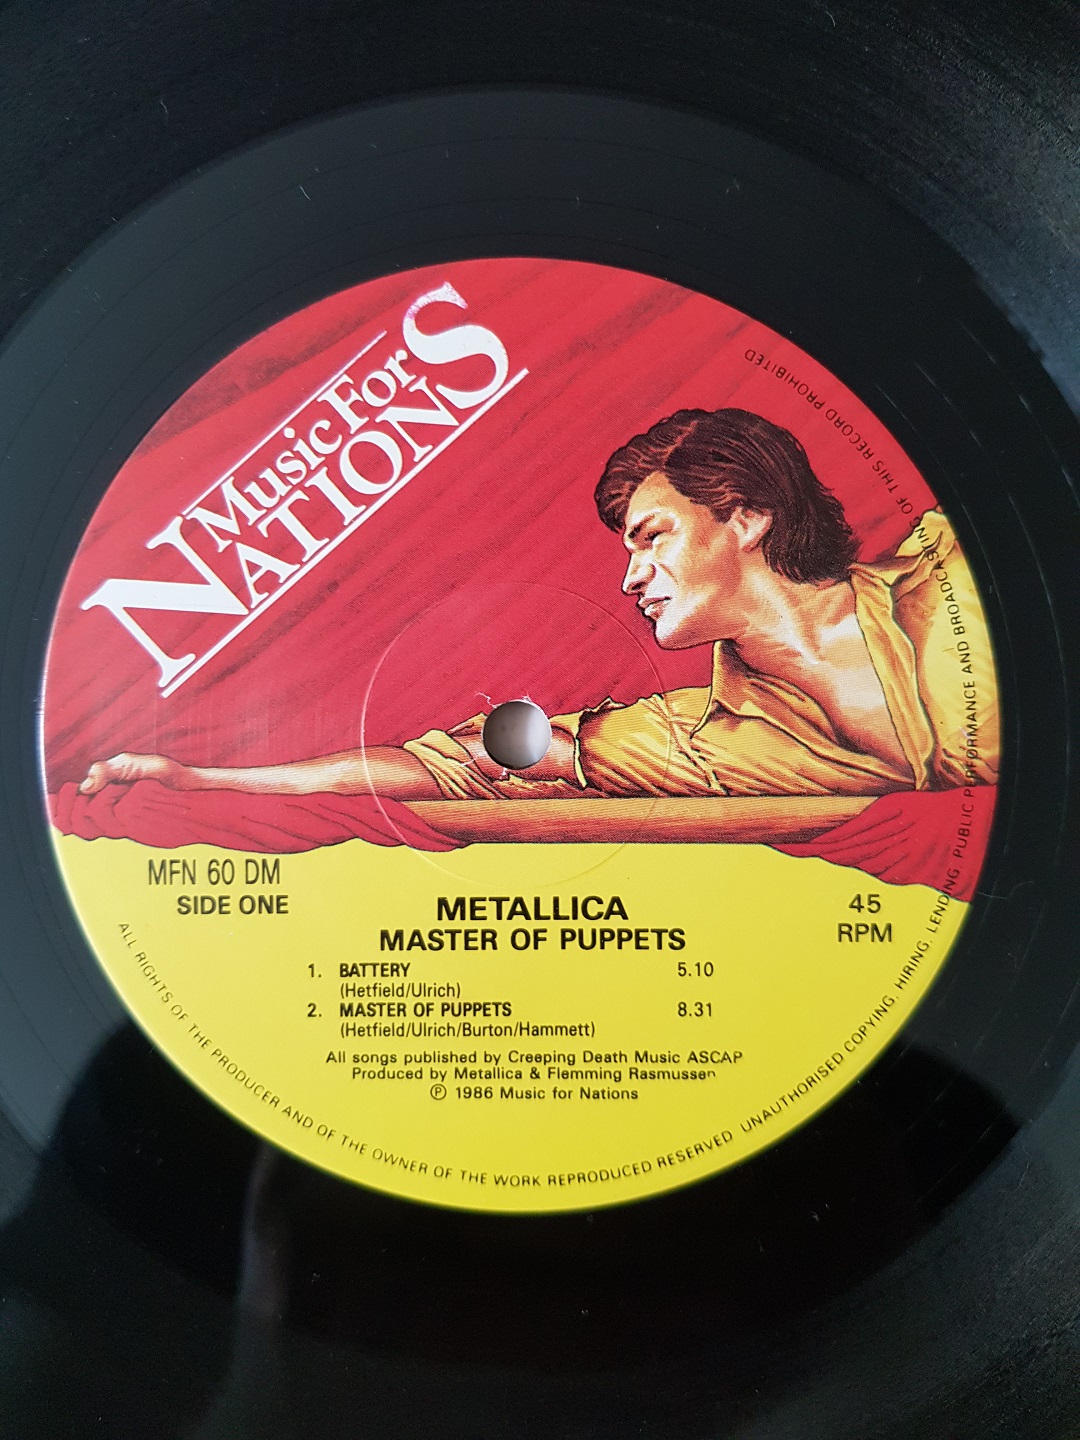 Music For
NATIONS
MFN 60 DM
SIDE ONE
45
RPM
METALLICA
MASTER OF PUPPETS
1. BATTERY 5.10
(Hetfield/Ulrich)
2. MASTER OF PUPPETS 8.31
(Hetfield/Ulrich/Burton/Hammett)
All songs published by Creeping Death Music ASCAP
Produced by Metallica & Flemming Rasmussen
℗ 1986 Music for Nations
ALL RIGHTS OF THE PRODUCER AND OF THE OWNER OF THE WORK REPRODUCED RESERVED UNAUTHORISED COPYING, HIRING, LENDING, PUBLIC PERFORMANCE AND BROADCASTING OF THIS RECORD PROHIBITED